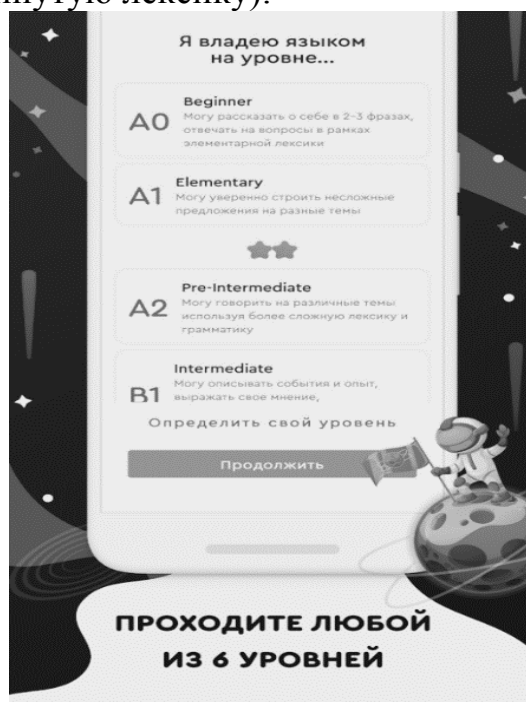 нутую лексику).
Я владею языком
на уровне...
A0
Beginner
Могу рассказать о себе в 2-3 фразах,
отвечать на вопросы в рамках
элементарной лексики
A1
Elementary
Могу уверенно строить несложные
предложения на разные темы
A2
Pre-Intermediate
Могу говорить на различные темы
используя более сложную лексику и
грамматику
B1
Intermediate
Могу описывать события и опыт,
выражать свое мнение,
Определить свой уровень
Продолжить
ПРОХОДИТЕ ЛЮБОЙ
ИЗ 6 УРОВНЕЙ